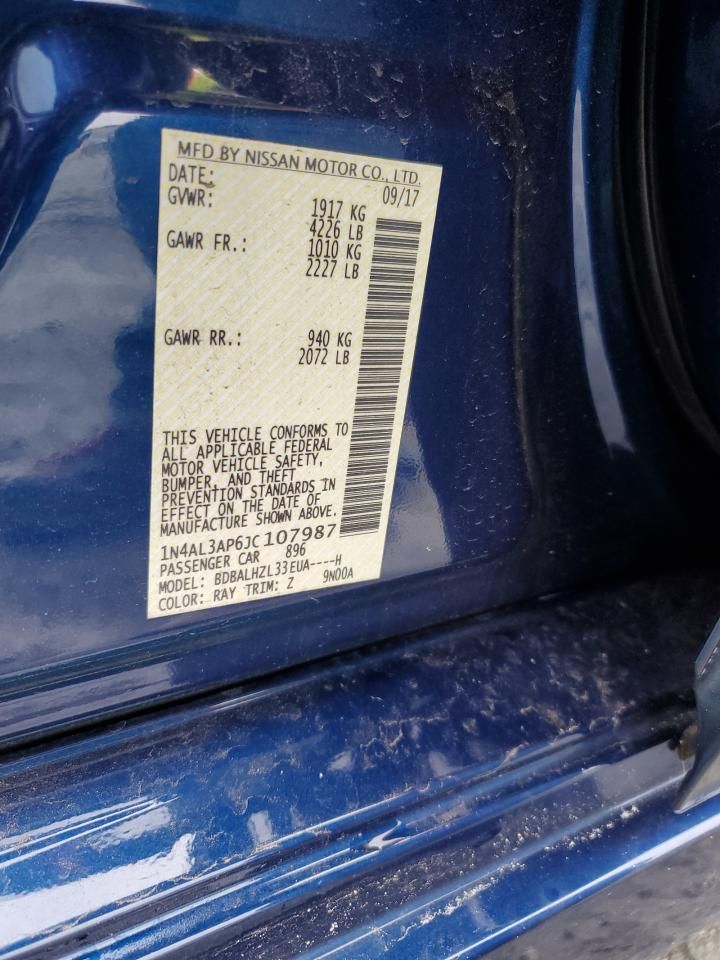 MFD BY NISSAN MOTOR CO., LTD.
DATE: 09/17
GVWR: 1917 KG
4226 LB
GAWR FR.: 1010 KG
2227 LB
GAWR RR.: 940 KG
2072 LB
THIS VEHICLE CONFORMS TO
ALL APPLICABLE FEDERAL
MOTOR VEHICLE SAFETY,
BUMPER, AND THEFT
PREVENTION STANDARDS IN
EFFECT ON THE DATE OF
MANUFACTURE SHOWN ABOVE.
1N4AL3AP6JC107987
PASSENGER CAR 896
MODEL: BDBALHZL33EUA----H
COLOR: RAY TRIM: Z 9N00A